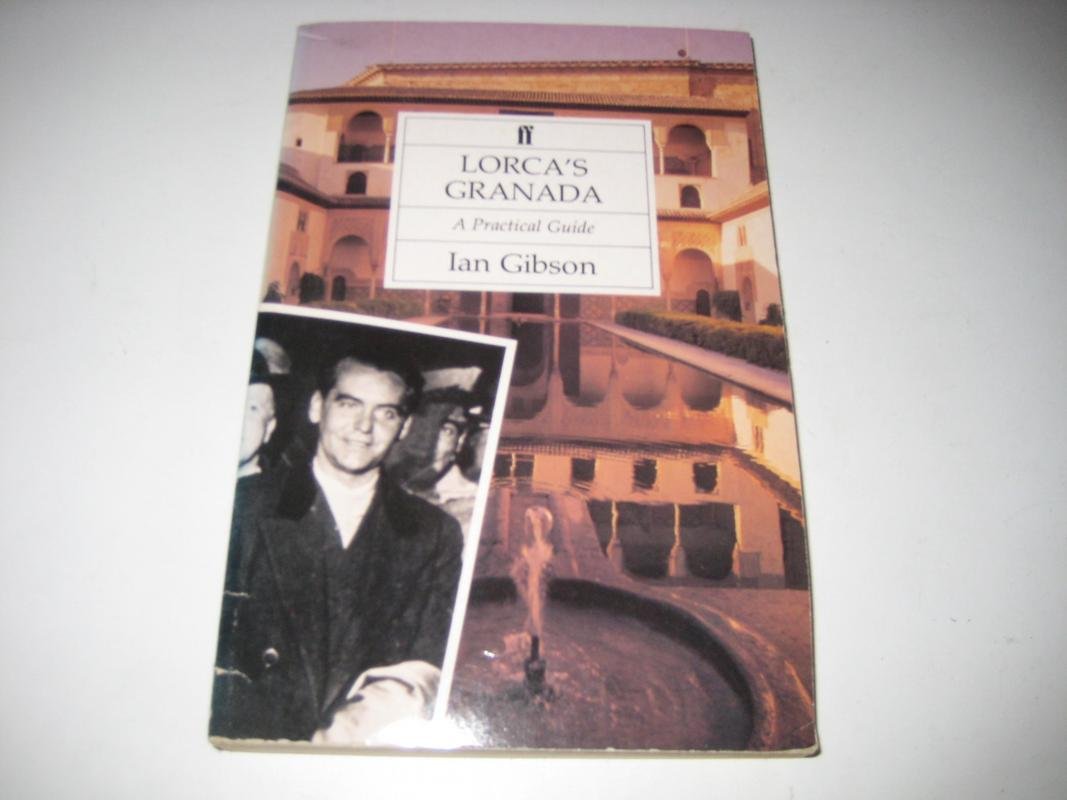 ff
LORCA'S
GRANADA
A Practical Guide
Ian Gibson